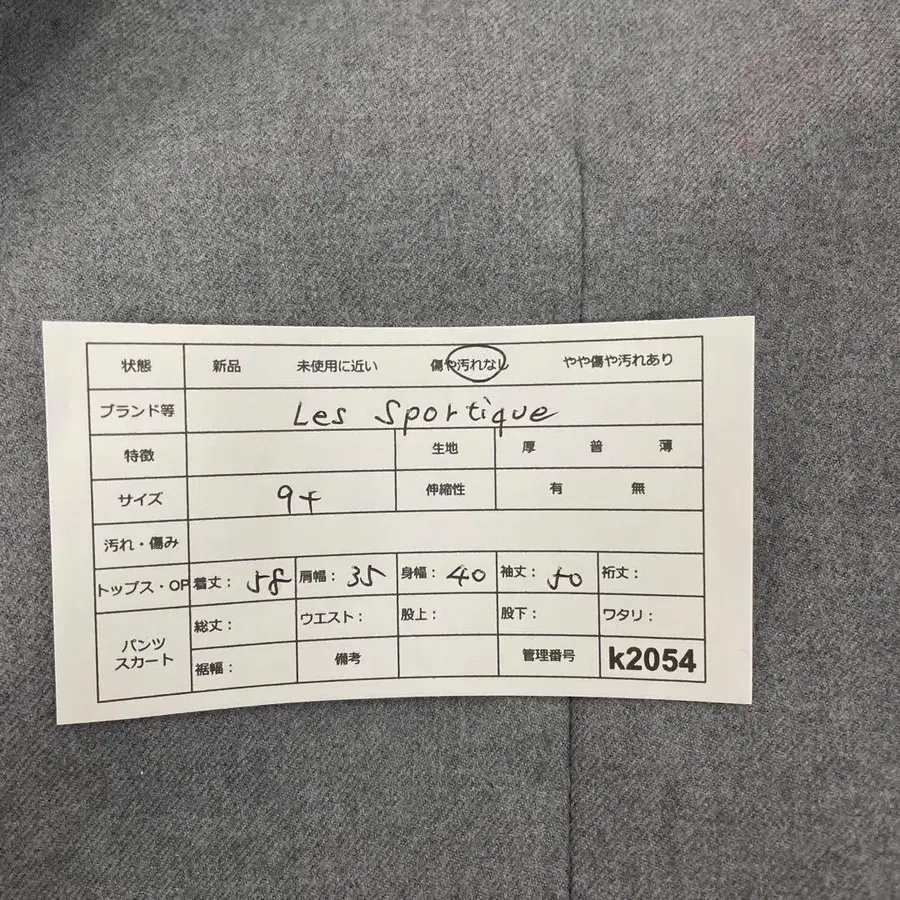 状態 新品 未使用に近い 傷や汚れなし やや傷や汚れあり
ブランド等 Les Sportique
特徴 生地 厚 普 薄
サイズ 9+ 伸縮性 有 無
汚れ・傷み
トップス・OP 着丈： 58 肩幅： 35 身幅： 40 袖丈： 50 裄丈：
パンツ スカート 総丈： ウエスト： 股上： 股下： ワタリ：
裾幅： 備考 管理番号 k2054